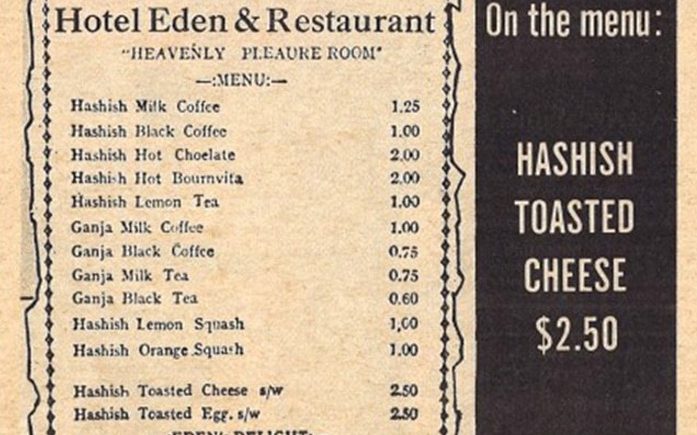 Hotel Eden & Restaurant
"HEAVENLY PLEAURE ROOM"
—:MENU:—
Hashish Milk Coffee 1.25
Hashish Black Coffee 1.00
Hashish Hot Choelate 2.00
Hashish Hot Bournvita 2.00
Hashish Lemon Tea 1.00
Ganja Milk Coffee 1.00
Ganja Black Coffee 0.75
Ganja Milk Tea 0.75
Ganja Black Tea 0.60
Hashish Lemon Squash 1,00
Hashish Orange Squash 1.00
Hashish Toasted Cheese s/w 2.50
Hashish Toasted Egg. s/w 2.50
EDEN' DELIGHT:
On the menu:
HASHISH
TOASTED
CHEESE
$2.50